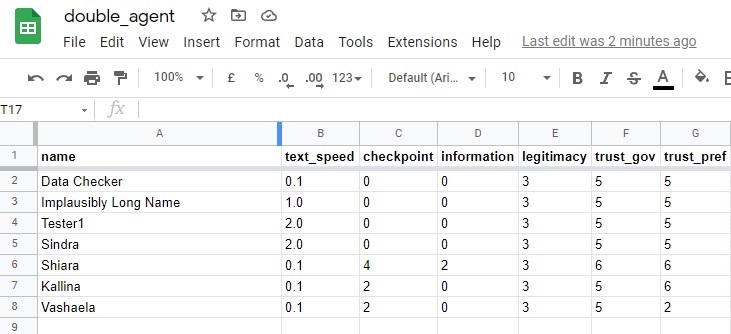 double_agent
File Edit View Insert Format Data Tools Extensions Help Last edit was 2 minutes ago
100% £ % .0 .00 123 Default (Ari... 10 B I S A
T17 fx
A B C D E F G
1 name text_speed checkpoint information legitimacy trust_gov trust_pref
2 Data Checker 0.1 0 0 3 5 5
3 Implausibly Long Name 1.0 0 0 3 5 5
4 Tester1 2.0 0 0 3 5 5
5 Sindra 2.0 0 0 3 5 5
6 Shiara 0.1 4 2 3 6 6
7 Kallina 0.1 2 0 3 5 6
8 Vashaela 0.1 2 0 3 5 2
9